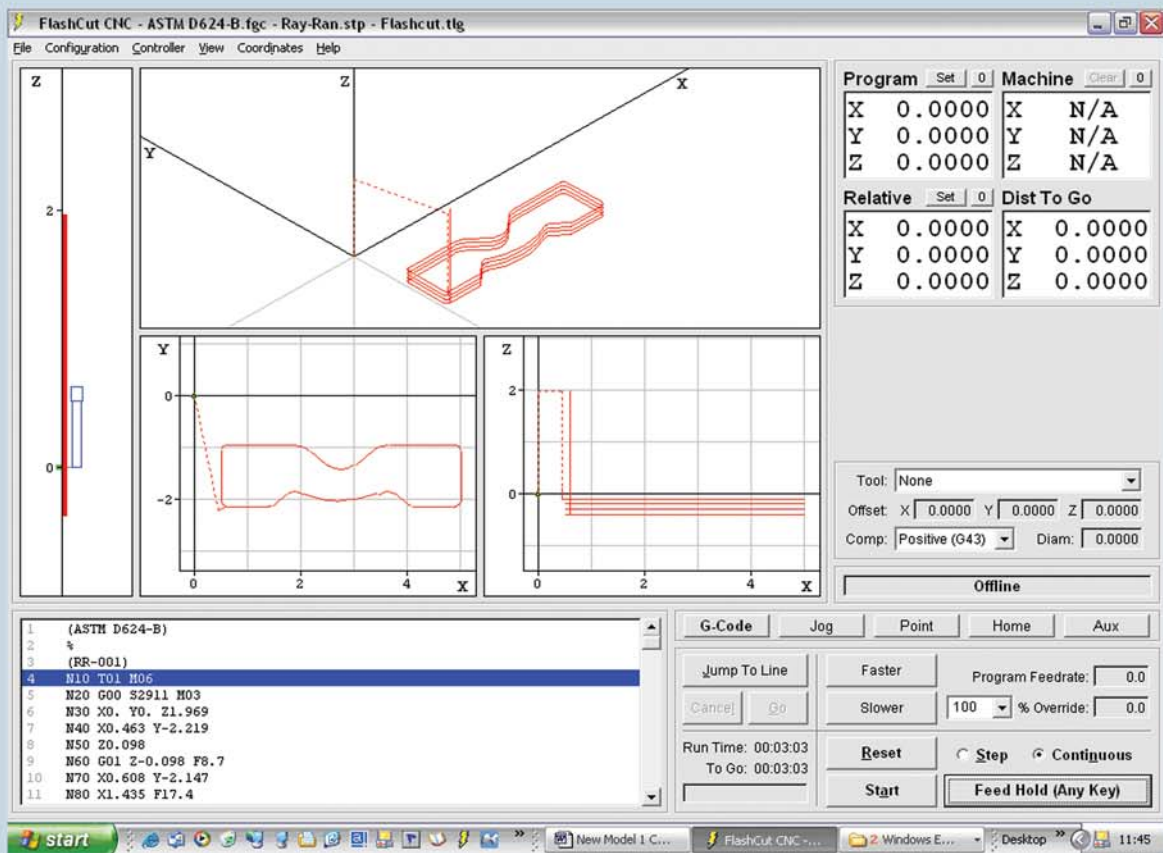 FlashCut CNC - ASTM D624-B.fgc - Ray-Ran.stp - Flashcut.tlg
File Configuration Controller View Coordinates Help
Z
2
0
Z
X
Y
Y
0
-2
0 2 4 X
Z
2
0
0 2 4 X
Program Set 0 Machine Clear 0
X 0.0000 X N/A
Y 0.0000 Y N/A
Z 0.0000 Z N/A
Relative Set 0 Dist To Go
X 0.0000 X 0.0000
Y 0.0000 Y 0.0000
Z 0.0000 Z 0.0000
Tool: None
Offset: X 0.0000 Y 0.0000 Z 0.0000
Comp: Positive (G43) Diam: 0.0000
Offline
1 (ASTM D624-B)
2 %
3 (RR-001)
4 N10 T01 M06
5 N20 G00 S2911 M03
6 N30 X0. Y0. Z1.969
7 N40 X0.463 Y-2.219
8 N50 Z0.098
9 N60 G01 Z-0.098 F8.7
10 N70 X0.608 Y-2.147
11 N80 X1.435 F17.4
G-Code Jog Point Home Aux
Jump To Line
Cancel Go
Faster
Slower
Program Feedrate: 0.0
100 % Override: 0.0
Run Time: 00:03:03
To Go: 00:03:03
Reset
Start
Step Continuous
Feed Hold (Any Key)
start
New Model 1 C...
FlashCut CNC -...
2 Windows E...
Desktop
11:45